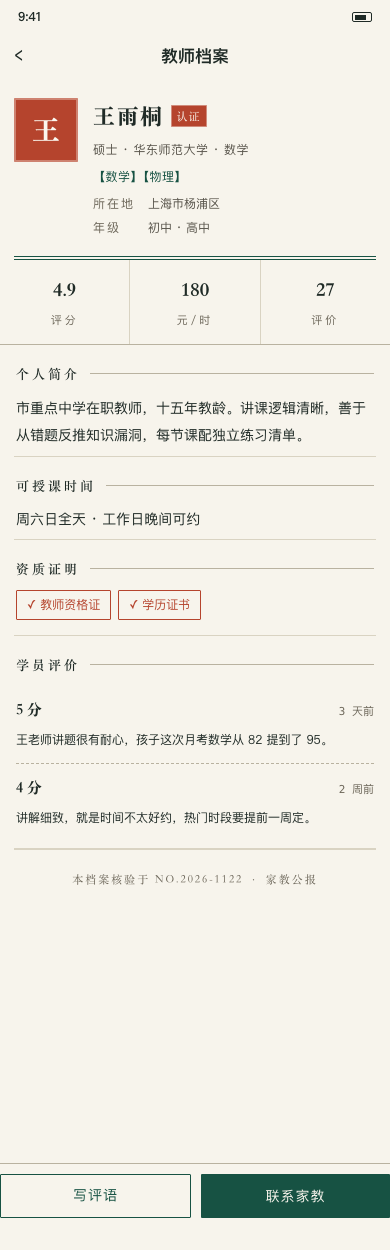 9:41
教师档案
王
王雨桐 认证
硕士 · 华东师范大学 · 数学
【数学】【物理】
所在地 上海市杨浦区
年级 初中 · 高中
4.9 180 27
评分 元 / 时 评价
个人简介
市重点中学在职教师，十五年教龄。讲课逻辑清晰，善于
从错题反推知识漏洞，每节课配独立练习清单。
可授课时间
周六日全天 · 工作日晚间可约
资质证明
✓ 教师资格证 ✓ 学历证书
学员评价
5 分 3 天前
王老师讲题很有耐心，孩子这次月考数学从 82 提到了 95。
4 分 2 周前
讲解细致，就是时间不太好约，热门时段要提前一周定。
本档案核验于 NO.2026-1122 · 家教公报
写评语 联系家教